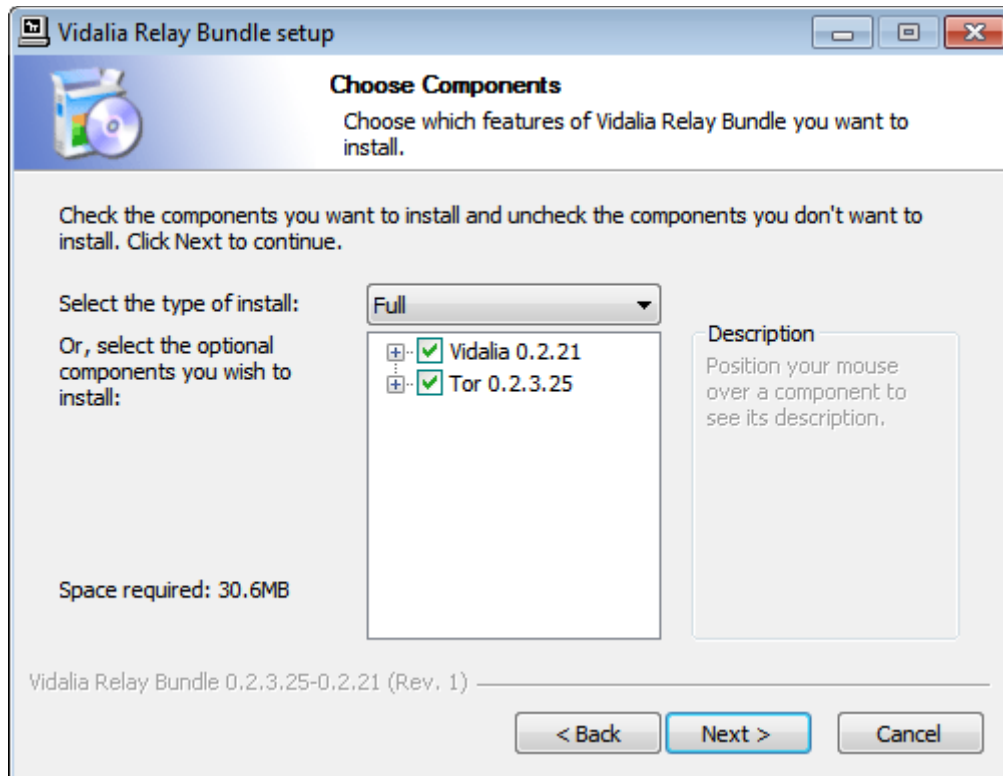 Vidalia Relay Bundle setup
Choose Components
Choose which features of Vidalia Relay Bundle you want to
install.
Check the components you want to install and uncheck the components you don't want to
install. Click Next to continue.
Select the type of install:
Full
Or, select the optional
components you wish to
install:
Vidalia 0.2.21
Tor 0.2.3.25
Description
Position your mouse
over a component to
see its description.
Space required: 30.6MB
Vidalia Relay Bundle 0.2.3.25-0.2.21 (Rev. 1)
< Back
Next >
Cancel